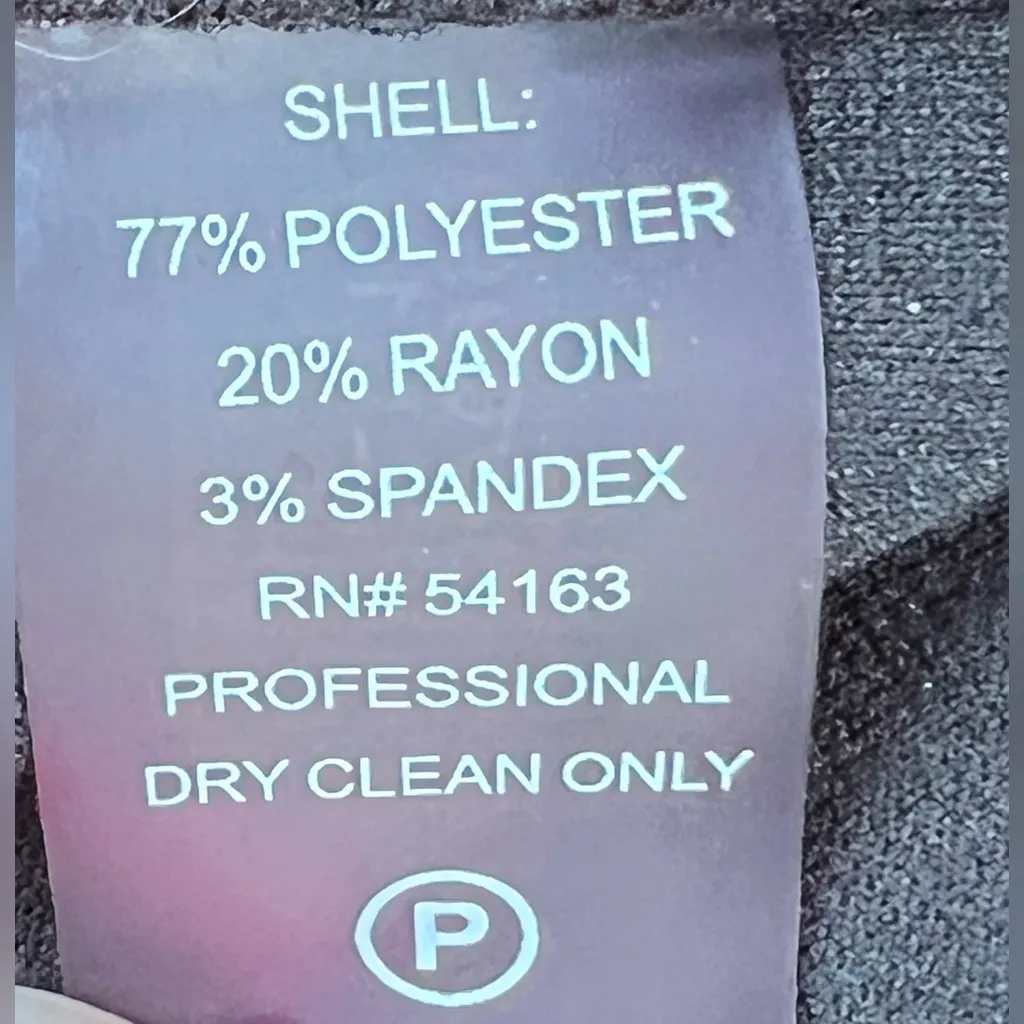 SHELL:
77% POLYESTER
20% RAYON
3% SPANDEX
RN# 54163
PROFESSIONAL
DRY CLEAN ONLY
P